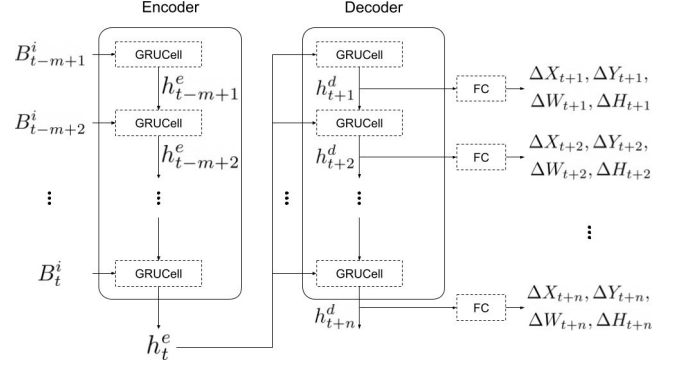 Encoder
Decoder
B^i_{t-m+1}
GRUCell
GRUCell
h^e_{t-m+1}
h^d_{t+1}
FC
ΔX_{t+1}, ΔY_{t+1},
ΔW_{t+1}, ΔH_{t+1}
B^i_{t-m+2}
GRUCell
GRUCell
h^e_{t-m+2}
h^d_{t+2}
FC
ΔX_{t+2}, ΔY_{t+2},
ΔW_{t+2}, ΔH_{t+2}
B^i_t
GRUCell
GRUCell
h^e_t
h^d_{t+n}
FC
ΔX_{t+n}, ΔY_{t+n},
ΔW_{t+n}, ΔH_{t+n}